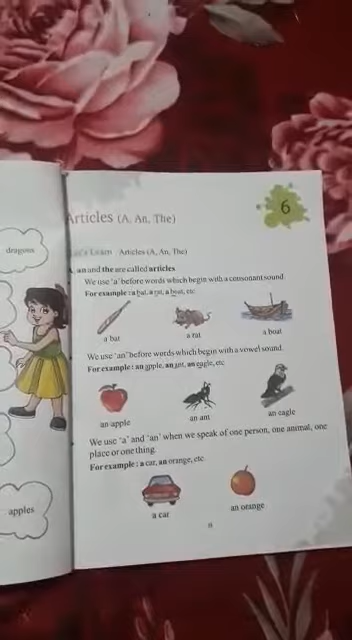 dragons
apples
Articles (A, An, The)
6
Let's Learn Articles (A, An, The)
A, an and the are called articles
We use 'a' before words which begin with a consonant sound.
For example : a bat, a rat, a boat, etc.
a bat
a rat
a boat
We use 'an' before words which begin with a vowel sound.
For example: an apple, an ant, an eagle, etc
an apple
an ant
an eagle
We use 'a' and 'an' when we speak of one person, one animal, one
place or one thing.
For example: a car, an orange, etc.
a car
an orange